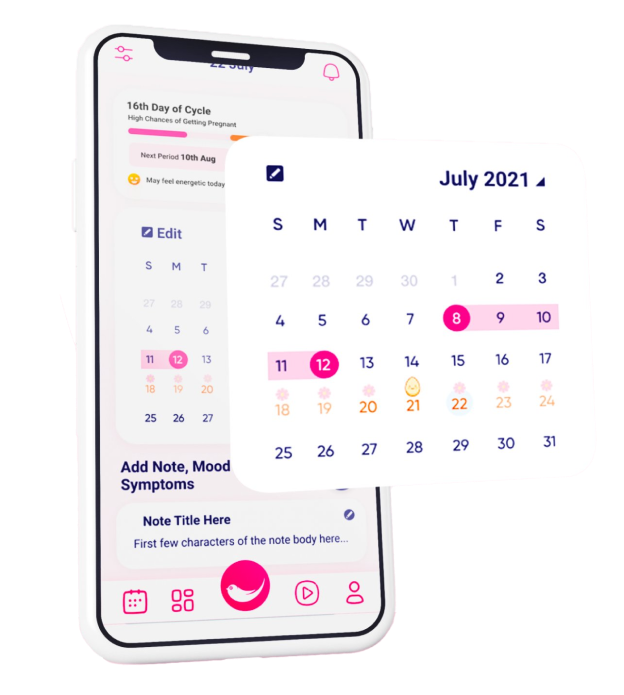 22 July
16th Day of Cycle
High Chances of Getting Pregnant
Next Period 10th Aug
May feel energetic today
Edit
S M T
27 28 29
4 5 6
11 12 13
18 19 20
25 26 27
Add Note, Mood
Symptoms
Note Title Here
First few characters of the note body here...
July 2021
S M T W T F S
27 28 29 30 1 2 3
4 5 6 7 8 9 10
11 12 13 14 15 16 17
18 19 20 21 22 23 24
25 26 27 28 29 30 31